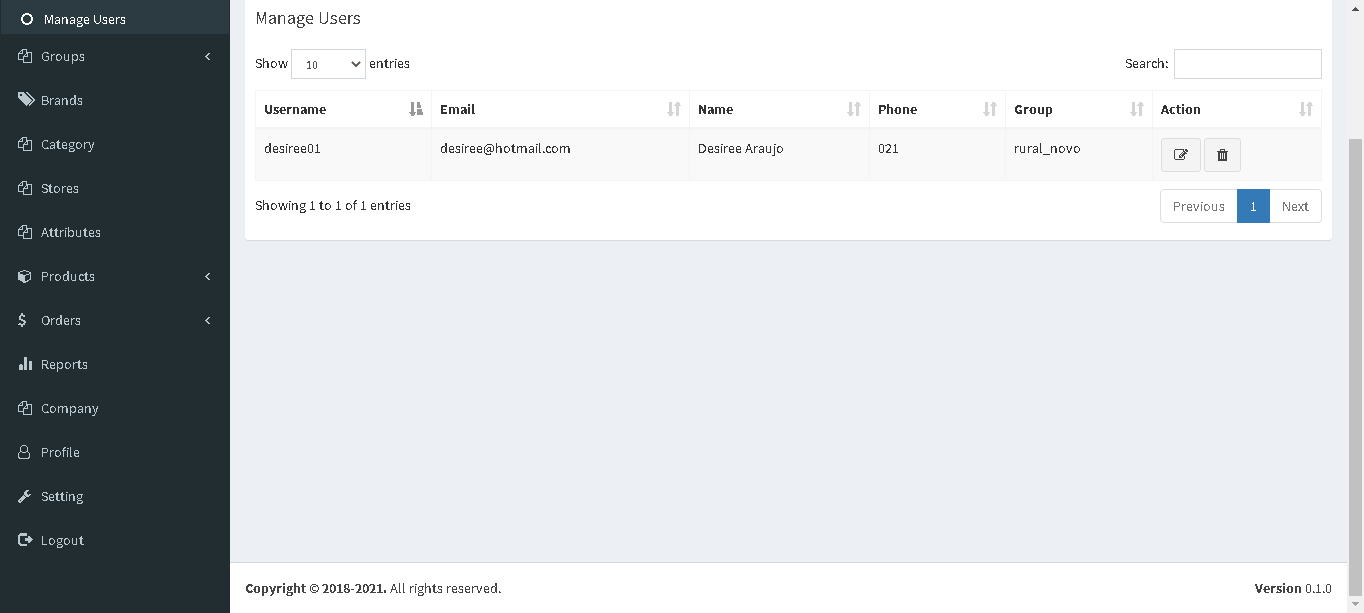 Manage Users
Groups
Brands
Category
Stores
Attributes
Products
Orders
Reports
Company
Profile
Setting
Logout
Manage Users
Show 10 entries Search:
Username Email Name Phone Group Action
desiree01 desiree@hotmail.com Desiree Araujo 021 rural_novo
Showing 1 to 1 of 1 entries Previous 1 Next
Copyright © 2018-2021. All rights reserved. Version 0.1.0